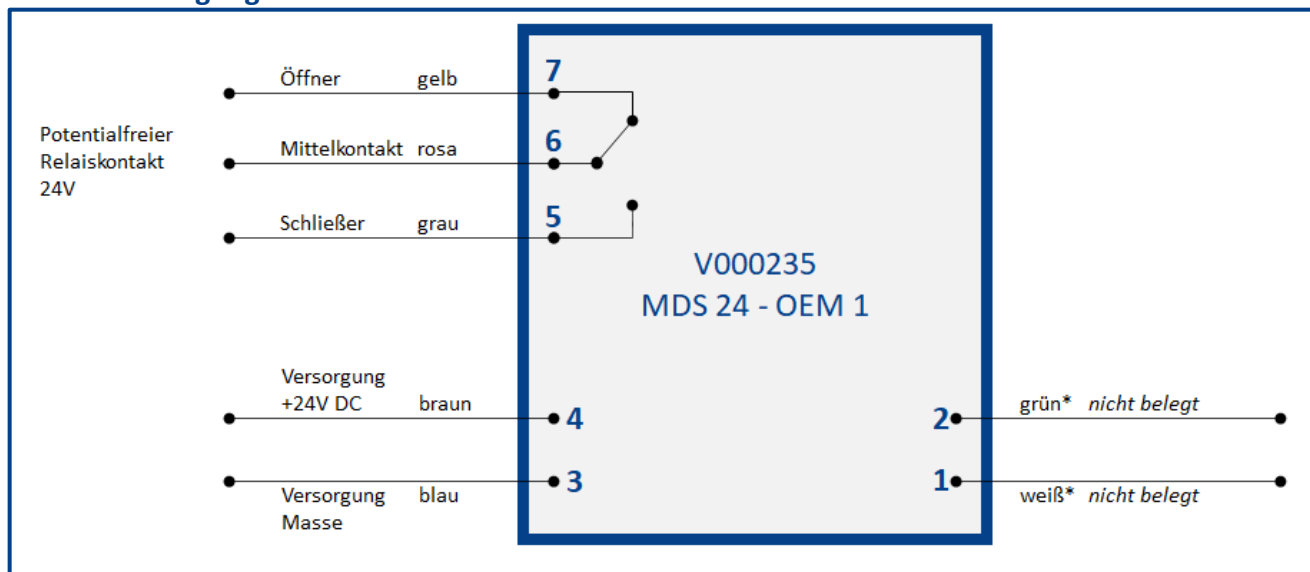 Öffner gelb 7
Potentialfreier
Relaiskontakt
24V
Mittelkontakt rosa 6
Schließer grau 5
V000235
MDS 24 - OEM 1
Versorgung
+24V DC braun 4
2 grün* nicht belegt
Versorgung blau 3
Masse
1 weiß* nicht belegt